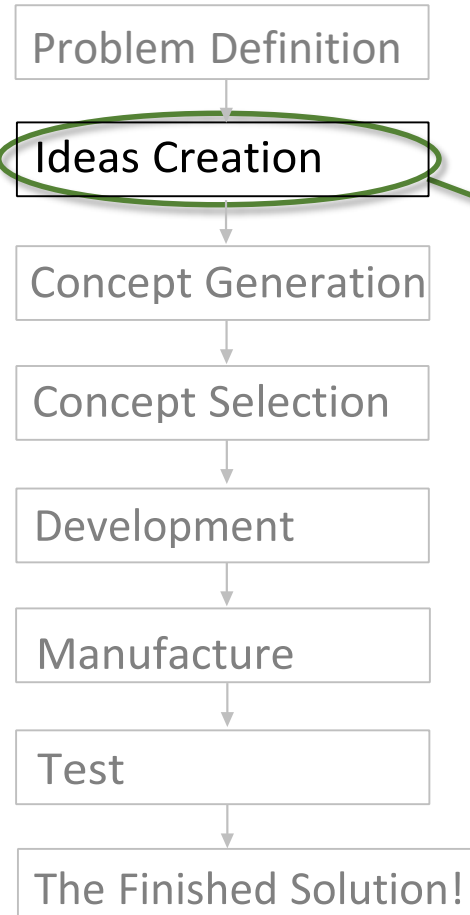 Problem Definition
Ideas Creation
Concept Generation
Concept Selection
Development
Manufacture
Test
The Finished Solution!